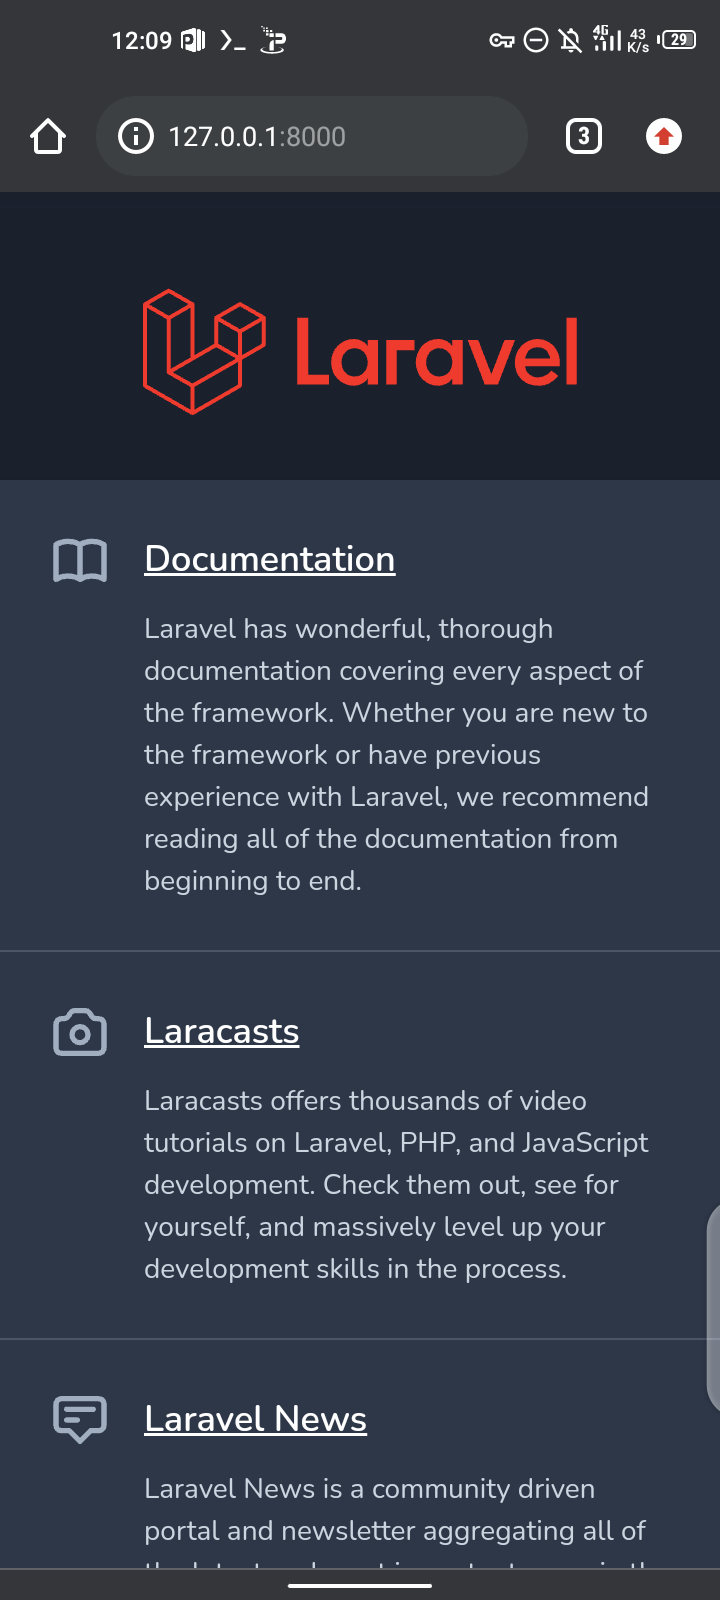 12:09
4G
43
K/s
29
127.0.0.1:8000
3
Laravel
Documentation
Laravel has wonderful, thorough
documentation covering every aspect of
the framework. Whether you are new to
the framework or have previous
experience with Laravel, we recommend
reading all of the documentation from
beginning to end.
Laracasts
Laracasts offers thousands of video
tutorials on Laravel, PHP, and JavaScript
development. Check them out, see for
yourself, and massively level up your
development skills in the process.
Laravel News
Laravel News is a community driven
portal and newsletter aggregating all of